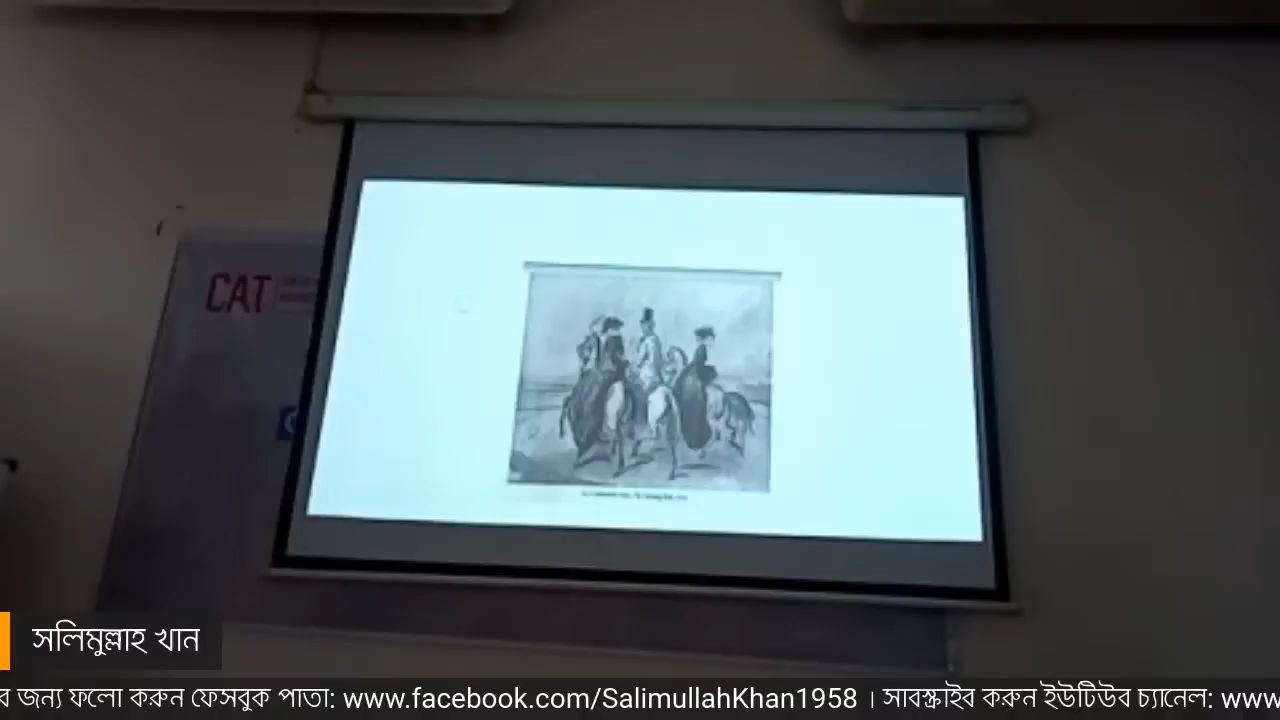 CAT
সলিমুল্লাহ খান
ব জন্য ফলো করুন ফেসবুক পাতা: www.facebook.com/SalimullahKhan1958 । সাবস্ক্রাইব করুন ইউটিউব চ্যানেল: www